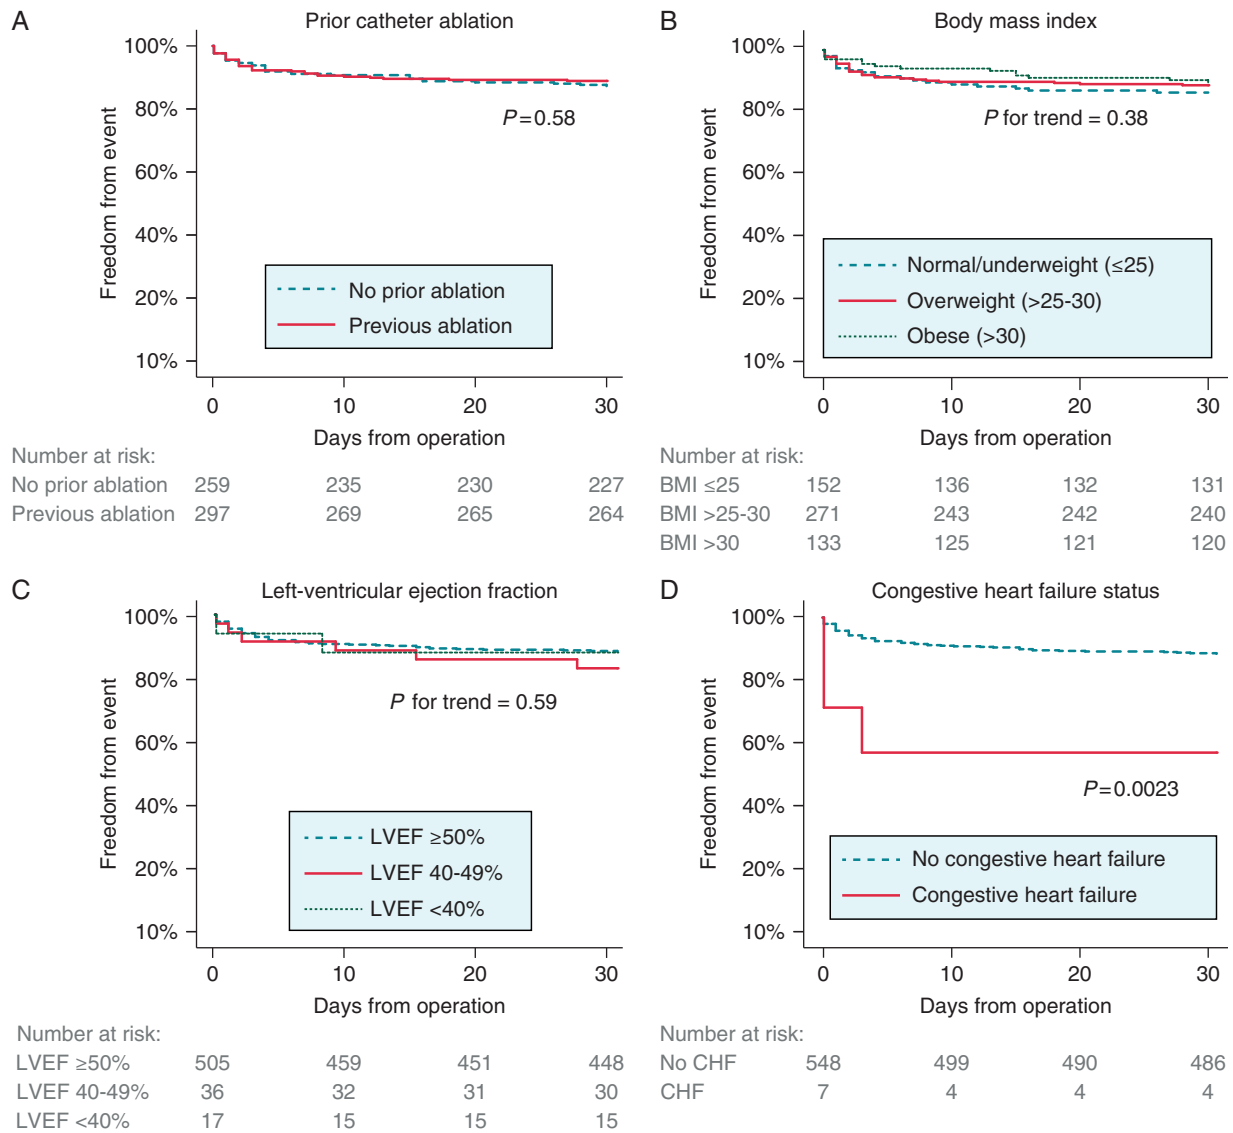 A
Prior catheter ablation
100%
80%
60%
40%
20%
10%
Freedom from event
P=0.58
No prior ablation
Previous ablation
0 10 20 30
Days from operation
Number at risk:
No prior ablation 259 235 230 227
Previous ablation 297 269 265 264
B
Body mass index
100%
80%
60%
40%
20%
10%
Freedom from event
P for trend = 0.38
Normal/underweight (≤25)
Overweight (>25-30)
Obese (>30)
0 10 20 30
Days from operation
Number at risk:
BMI ≤25 152 136 132 131
BMI >25-30 271 243 242 240
BMI >30 133 125 121 120
C
Left-ventricular ejection fraction
100%
80%
60%
40%
20%
10%
Freedom from event
P for trend = 0.59
LVEF ≥50%
LVEF 40-49%
LVEF <40%
0 10 20 30
Days from operation
Number at risk:
LVEF ≥50% 505 459 451 448
LVEF 40-49% 36 32 31 30
LVEF <40% 17 15 15 15
D
Congestive heart failure status
100%
80%
60%
40%
20%
10%
Freedom from event
P=0.0023
No congestive heart failure
Congestive heart failure
0 10 20 30
Days from operation
Number at risk:
No CHF 548 499 490 486
CHF 7 4 4 4